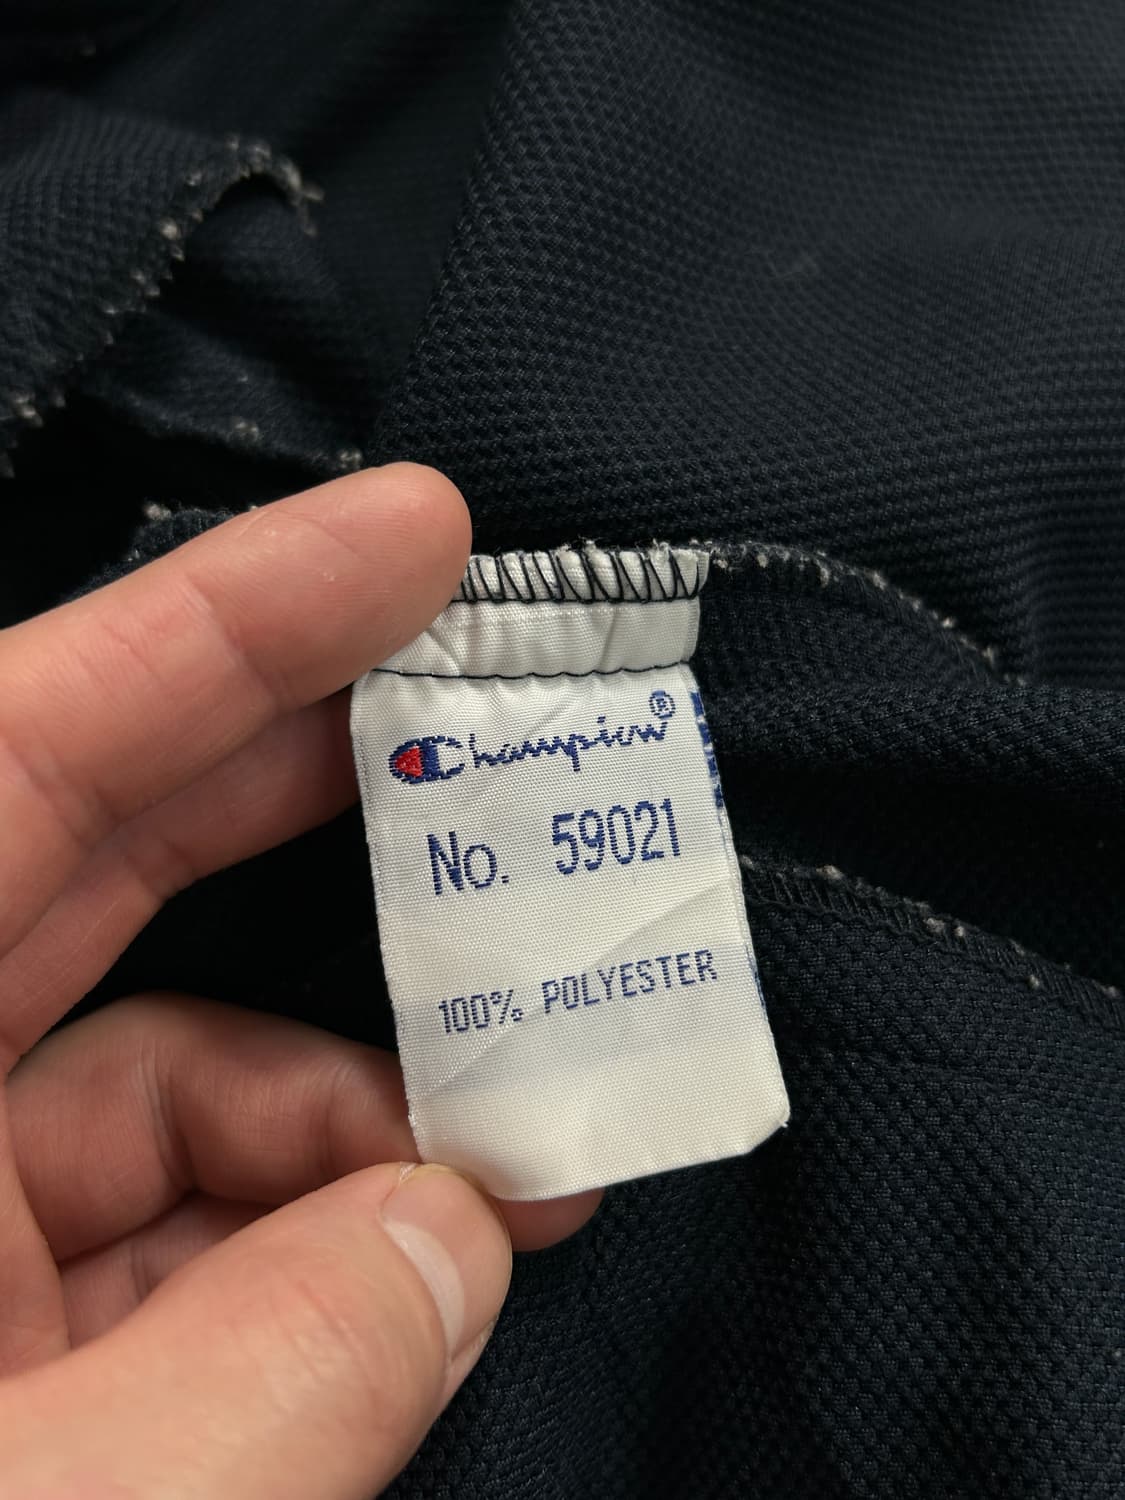 Champion®
No. 59021
100% POLYESTER